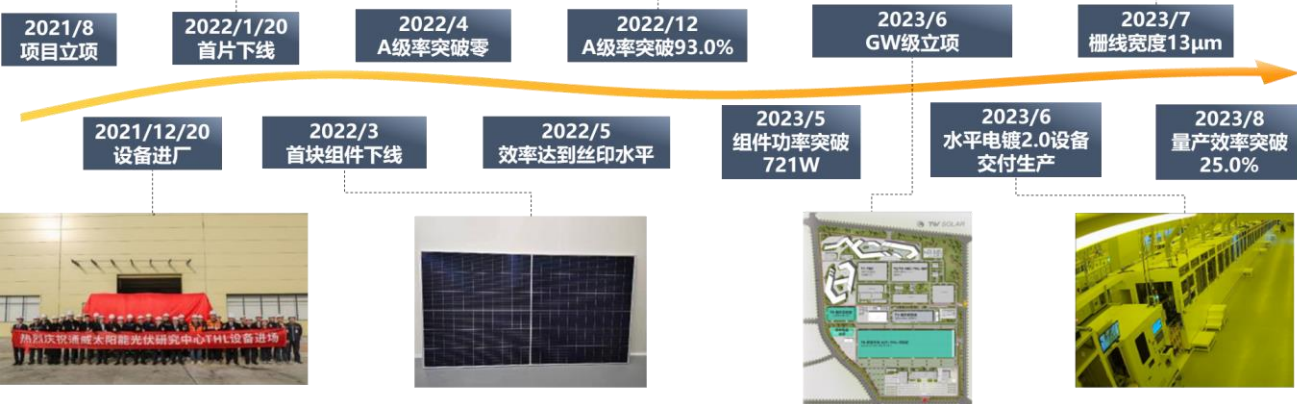 2021/8
项目立项
2022/1/20
首片下线
2022/4
A级率突破零
2022/12
A级率突破93.0%
2023/6
GW级立项
2023/7
栅线宽度13μm
2021/12/20
设备进厂
2022/3
首块组件下线
2022/5
效率达到丝印水平
2023/5
组件功率突破
721W
2023/6
水平电镀2.0设备
交付生产
2023/8
量产效率突破
25.0%
热烈庆祝通威太阳能光伏研究中心THL设备进场
TW SOLAR